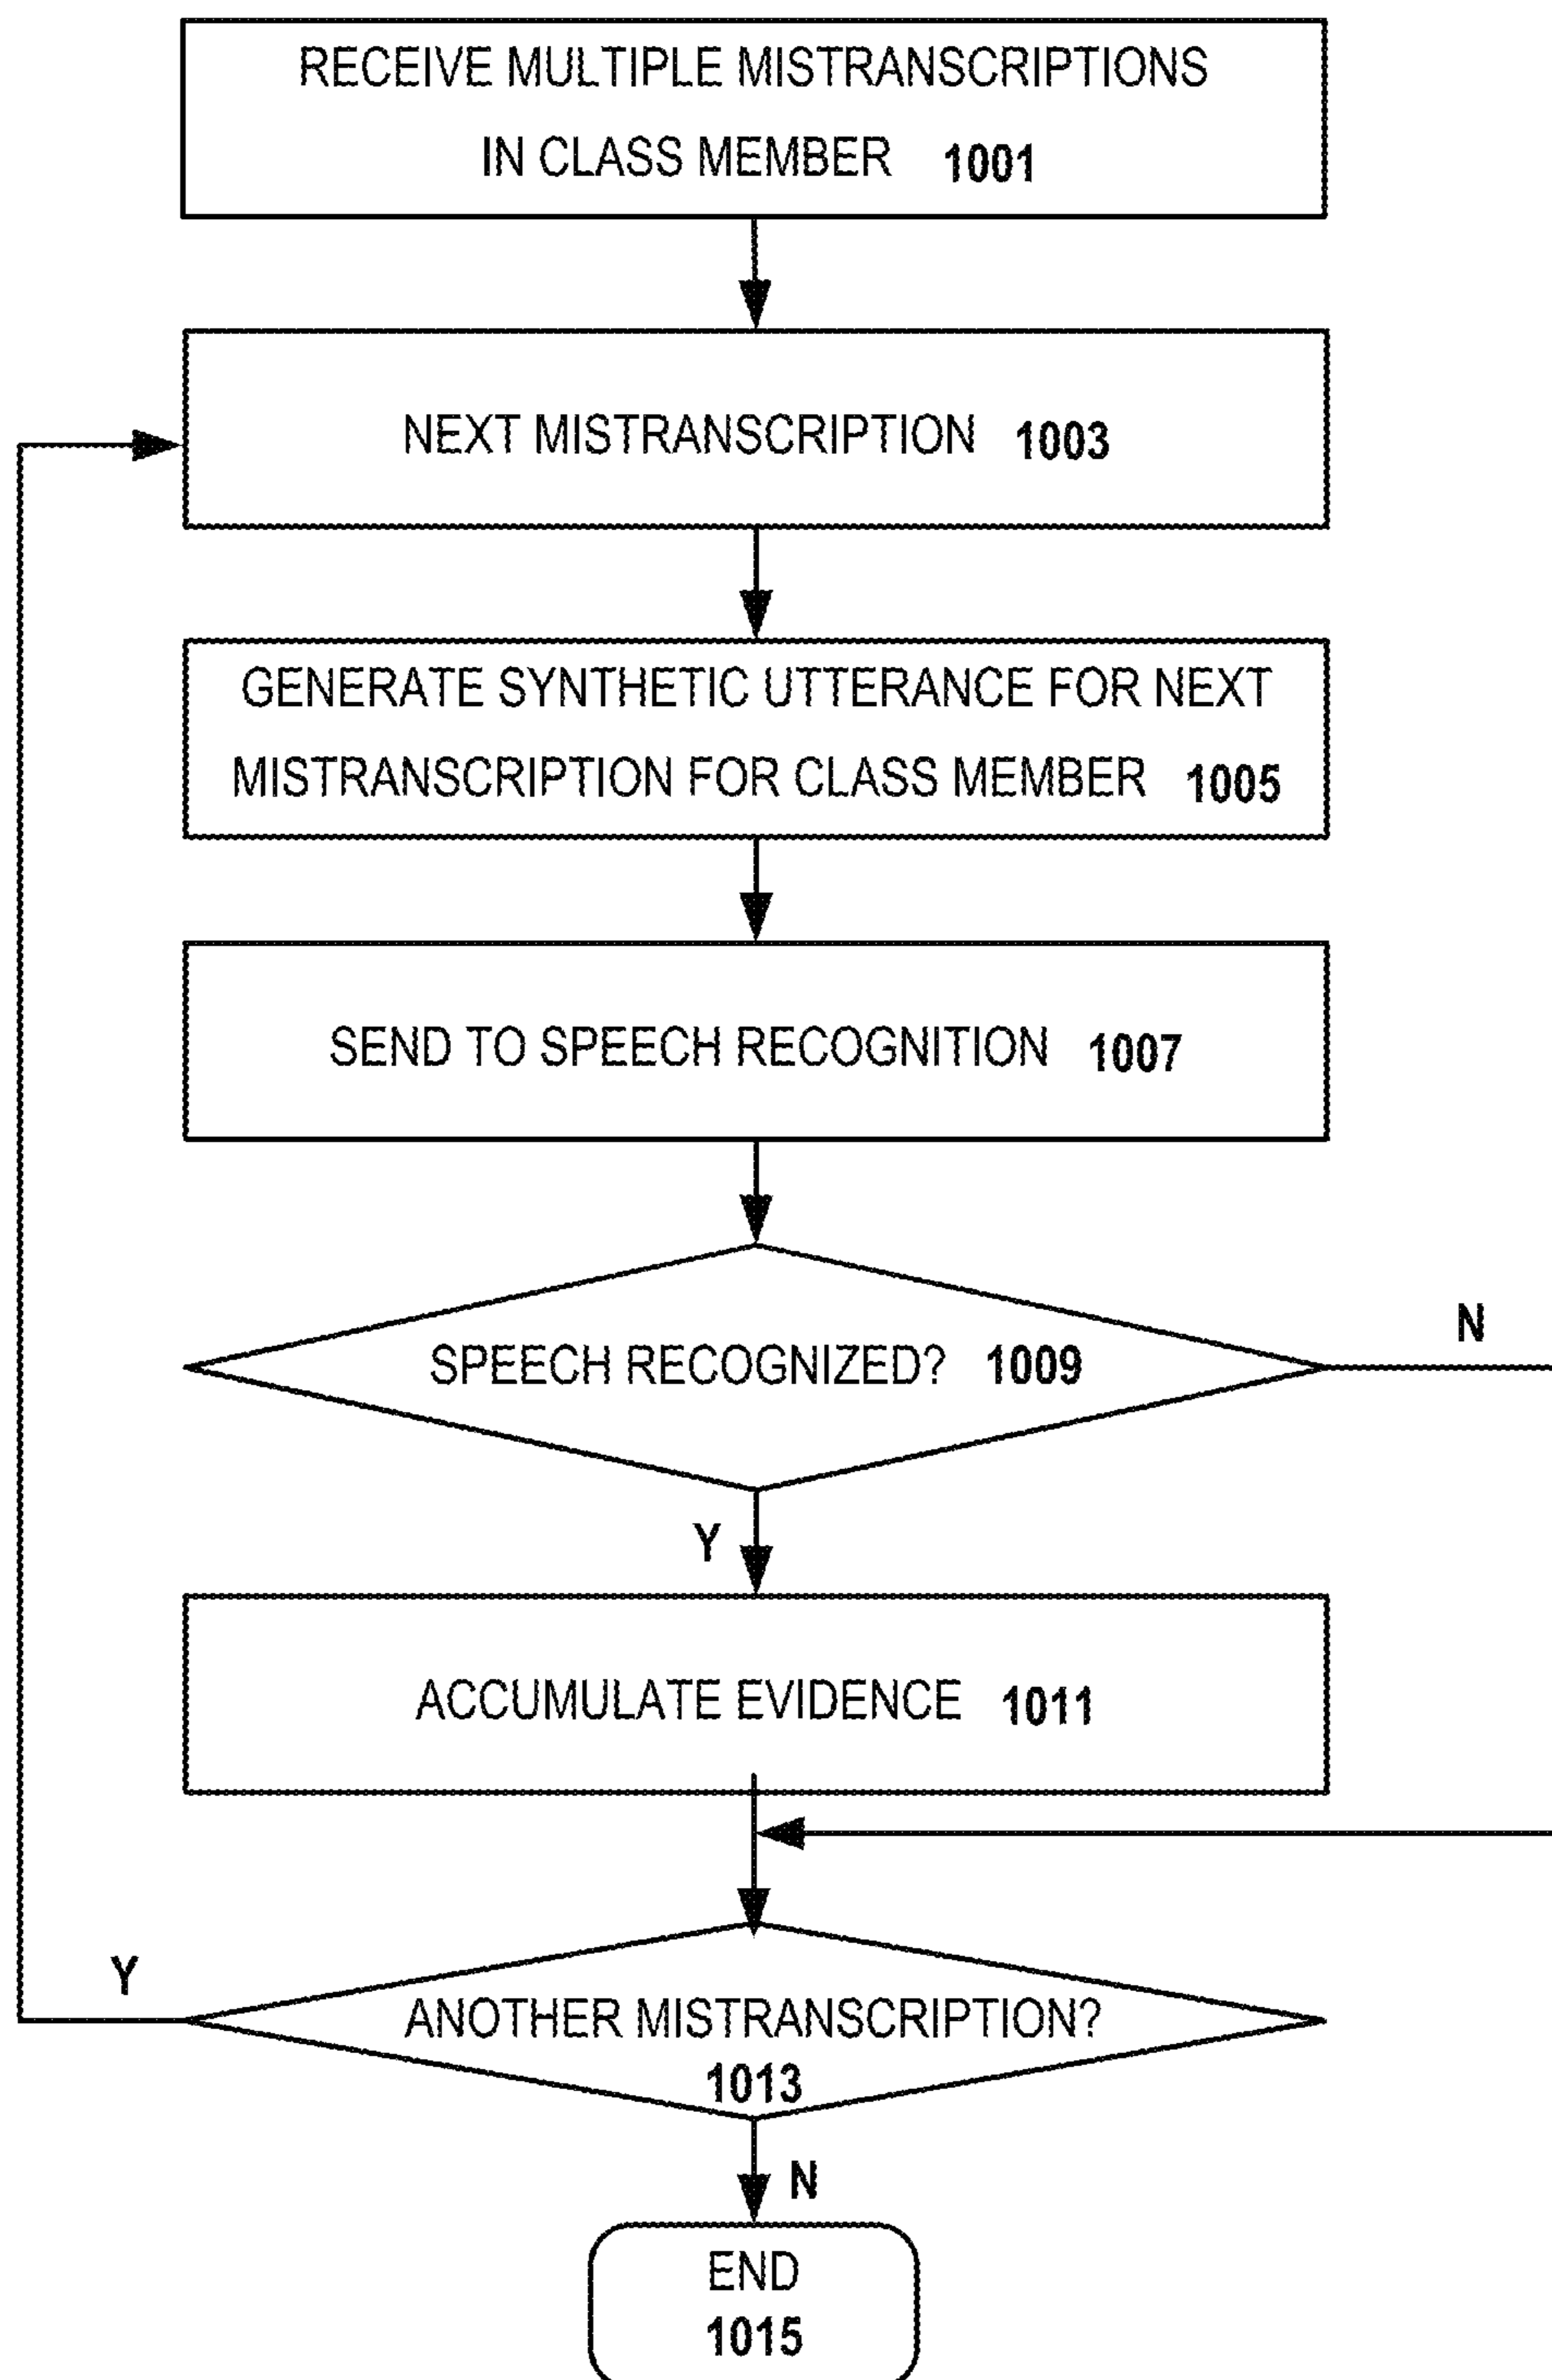 RECEIVE MULTIPLE MISTRANSCRIPTIONS
IN CLASS MEMBER 1001
NEXT MISTRANSCRIPTION 1003
GENERATE SYNTHETIC UTTERANCE FOR NEXT
MISTRANSCRIPTION FOR CLASS MEMBER 1005
SEND TO SPEECH RECOGNITION 1007
N
SPEECH RECOGNIZED? 1009
Y
ACCUMULATE EVIDENCE 1011
Y
ANOTHER MISTRANSCRIPTION?
1013
N
END
1015